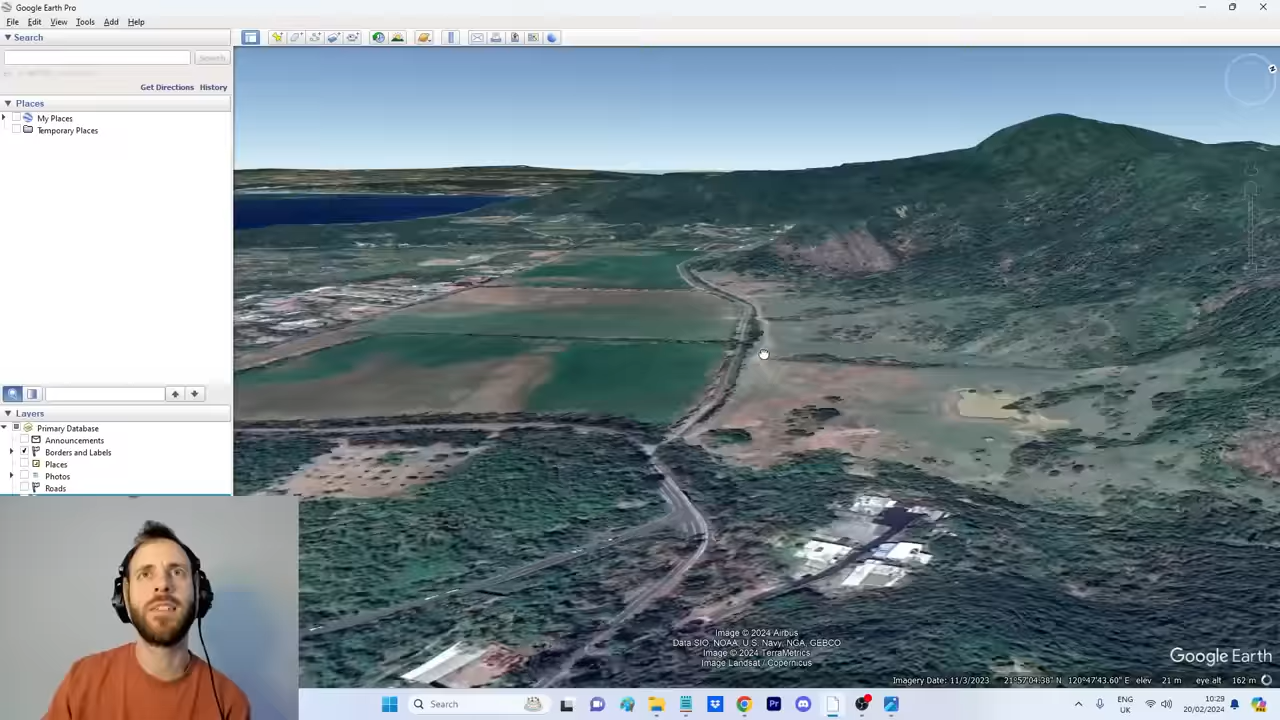 Google Earth Pro
File Edit View Tools Add Help
Search
Search
Get Directions History
Places
My Places
Temporary Places
Layers
Primary Database
Announcements
Borders and Labels
Places
Photos
Roads
Image © 2024 Airbus
Data SIO, NOAA, U.S. Navy, NGA, GEBCO
Image © 2024 TerraMetrics
Image Landsat / Copernicus
Google Earth
Imagery Date: 11/3/2023 21°57'04.38" N 120°47'43.60" E elev 21 m eye alt 162 m
Search
Pr
ENG
UK
10:29
20/02/2024